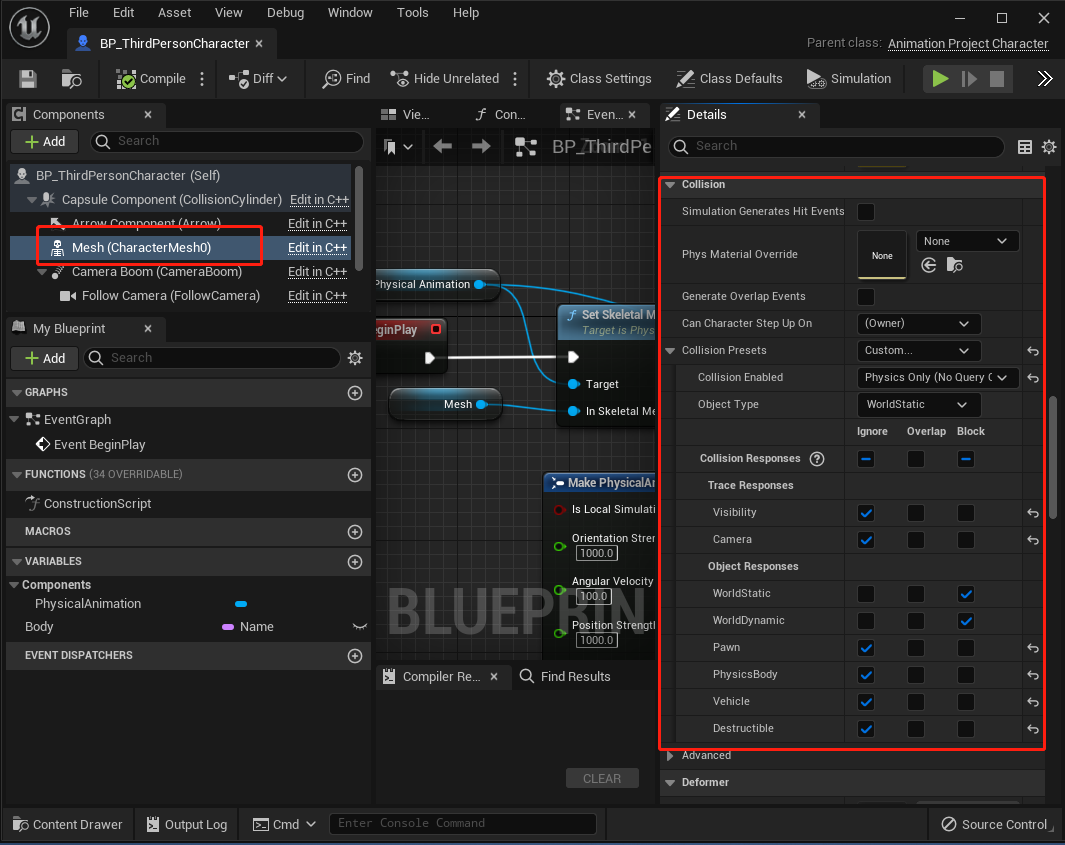 File Edit Asset View Debug Window Tools Help
BP_ThirdPersonCharacter
Parent class: Animation Project Character
Compile
Diff
Find
Hide Unrelated
Class Settings
Class Defaults
Simulation
Components
Add
Search
BP_ThirdPersonCharacter (Self)
Capsule Component (CollisionCylinder) Edit in C++
Arrow Component (Arrow) Edit in C++
Mesh (CharacterMesh0) Edit in C++
Camera Boom (CameraBoom) Edit in C++
Follow Camera (FollowCamera) Edit in C++
My Blueprint
Add
Search
GRAPHS
EventGraph
Event BeginPlay
FUNCTIONS (34 OVERRIDABLE)
ConstructionScript
MACROS
VARIABLES
Components
PhysicalAnimation
Body Name
EVENT DISPATCHERS
Vie...
Con...
Even...
BP_ThirdPe
Physical Animation
ginPlay
Set Skeletal M
Target is Phys
Target
Mesh
In Skeletal Me
Make PhysicalAn
Is Local Simulati
Orientation Stren
1000.0
Angular Velocity
100.0
Position Strength
1000.0
BLUEPRIN
Compiler Re...
Find Results
CLEAR
Details
Search
Collision
Simulation Generates Hit Events
Phys Material Override None None
Generate Overlap Events
Can Character Step Up On (Owner)
Collision Presets Custom...
Collision Enabled Physics Only (No Query C
Object Type WorldStatic
Ignore Overlap Block
Collision Responses
Trace Responses
Visibility
Camera
Object Responses
WorldStatic
WorldDynamic
Pawn
PhysicsBody
Vehicle
Destructible
Advanced
Deformer
Content Drawer
Output Log
Cmd
Enter Console Command
Source Control